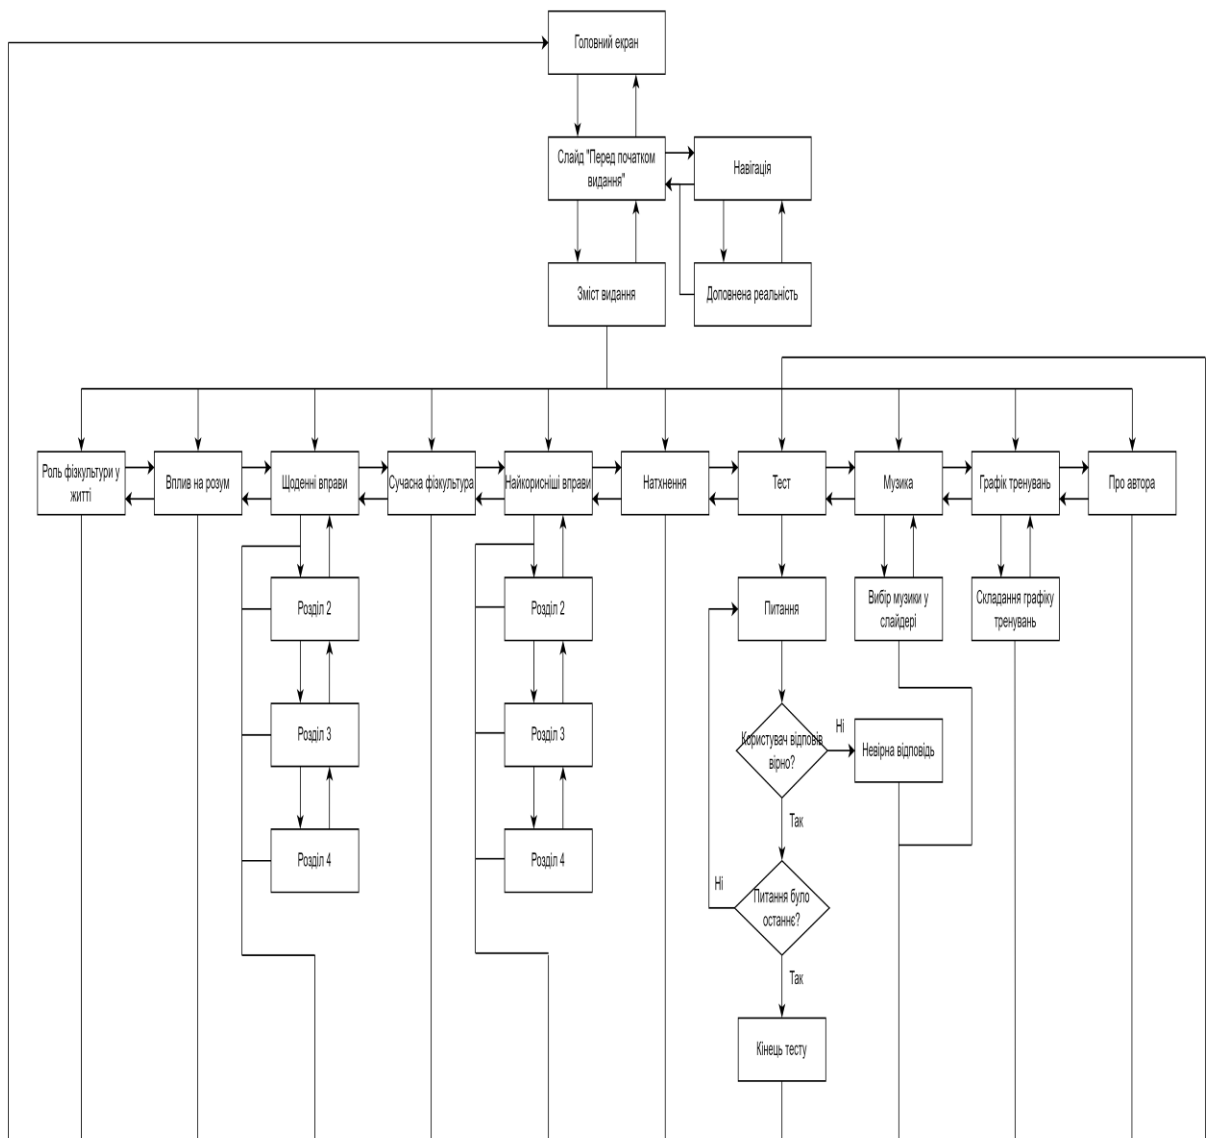 Головний екран
Слайд "Перед початком
видання"
Навігація
Зміст видання
Доповнена реальність
Роль фізкультури у
житті
Вплив на розум
Щоденні вправи
Сучасна фізкультура
Найкорисніші вправи
Натхнення
Тест
Музика
Графік тренувань
Про автора
Розділ 2
Розділ 2
Питання
Вибір музики у
слайдері
Складання графіку
тренувань
Розділ 3
Розділ 3
Користувач відповів
вірно?
Ні
Невірна відповідь
Так
Розділ 4
Розділ 4
Ні
Питання було
останнє?
Так
Кінець тесту